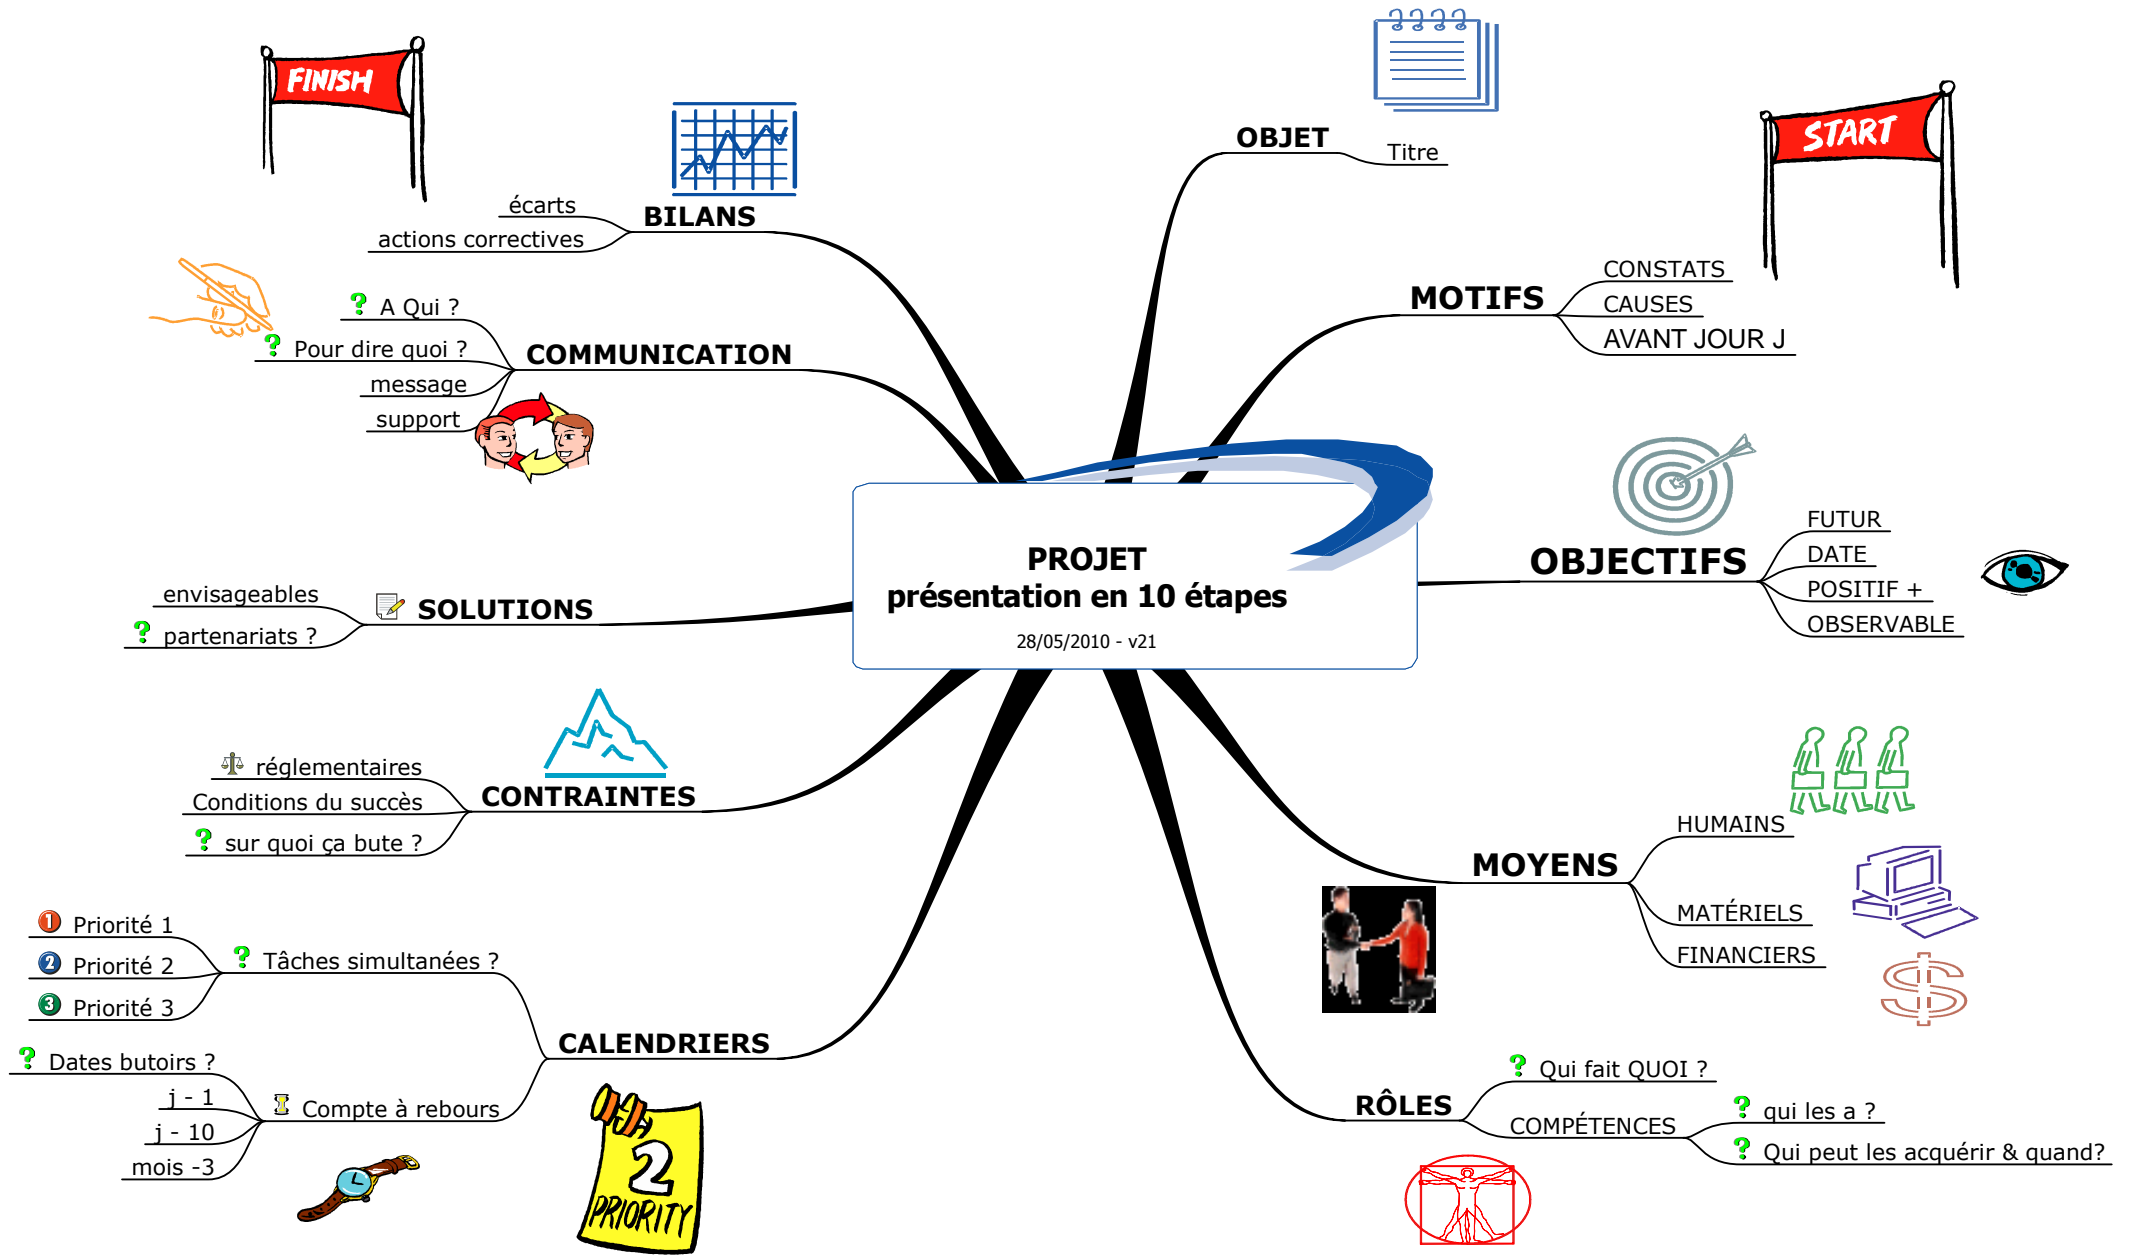 PROJET
présentation en 10 étapes
28/05/2010 - v21
START
OBJET
Titre
MOTIFS
CONSTATS
CAUSES
AVANT JOUR J
OBJECTIFS
FUTUR
DATE
POSITIF +
OBSERVABLE
MOYENS
HUMAINS
MATÉRIELS
FINANCIERS
$
RÔLES
? Qui fait QUOI ?
COMPÉTENCES
? qui les a ?
? Qui peut les acquérir & quand?
CALENDRIERS
? Tâches simultanées ?
1 Priorité 1
2 Priorité 2
3 Priorité 3
Compte à rebours
? Dates butoirs ?
j - 1
j - 10
mois -3
2
PRIORITY
CONTRAINTES
réglementaires
Conditions du succès
? sur quoi ça bute ?
SOLUTIONS
envisageables
? partenariats ?
COMMUNICATION
? A Qui ?
? Pour dire quoi ?
message
support
BILANS
écarts
actions correctives
FINISH